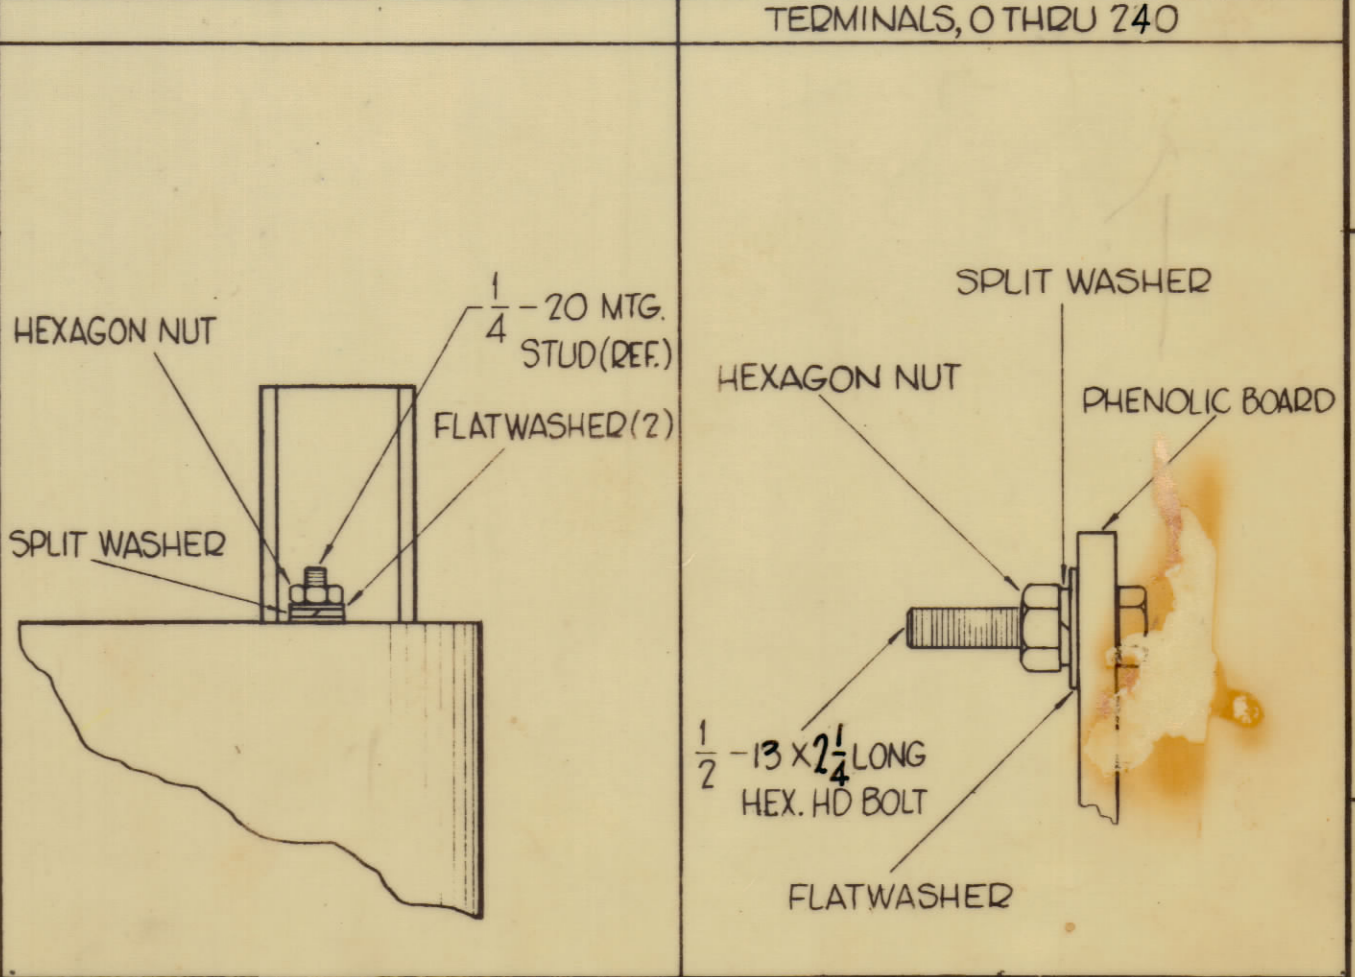 TERMINALS, 0 THRU 240
HEXAGON NUT
1/4 - 20 MTG.
STUD (REF.)
FLATWASHER (2)
SPLIT WASHER
SPLIT WASHER
HEXAGON NUT
PHENOLIC BOARD
1/2 - 13 X 2 1/4 LONG
HEX. HD BOLT
FLATWASHER